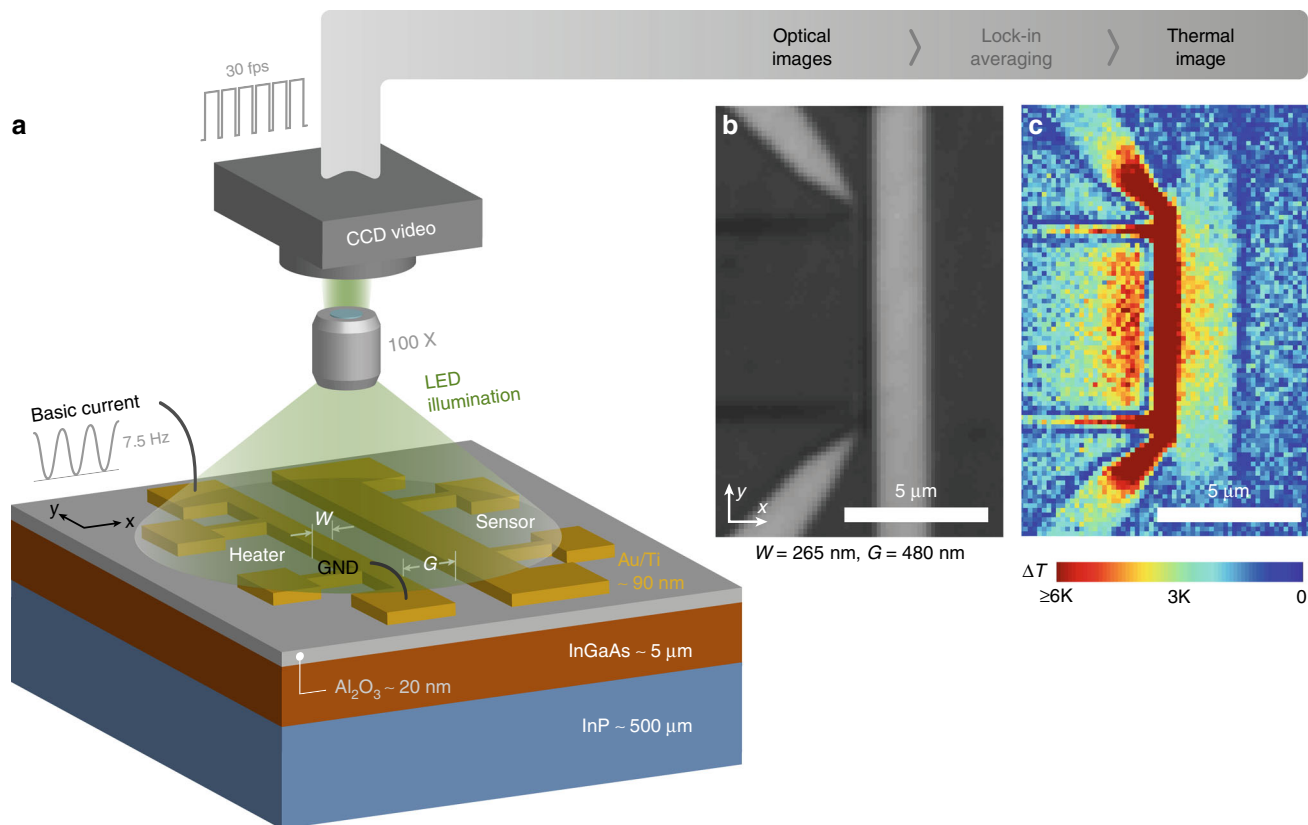 Optical
images
Lock-in
averaging
Thermal
image
30 fps
a
CCD video
100 X
LED
illumination
Basic current
7.5 Hz
y
x
W
Sensor
Heater
GND
G
Au/Ti
~ 90 nm
InGaAs ~ 5 μm
Al₂O₃ ~ 20 nm
InP ~ 500 μm
b
y
x
5 μm
W = 265 nm, G = 480 nm
c
5 μm
ΔT
≥6K 3K 0